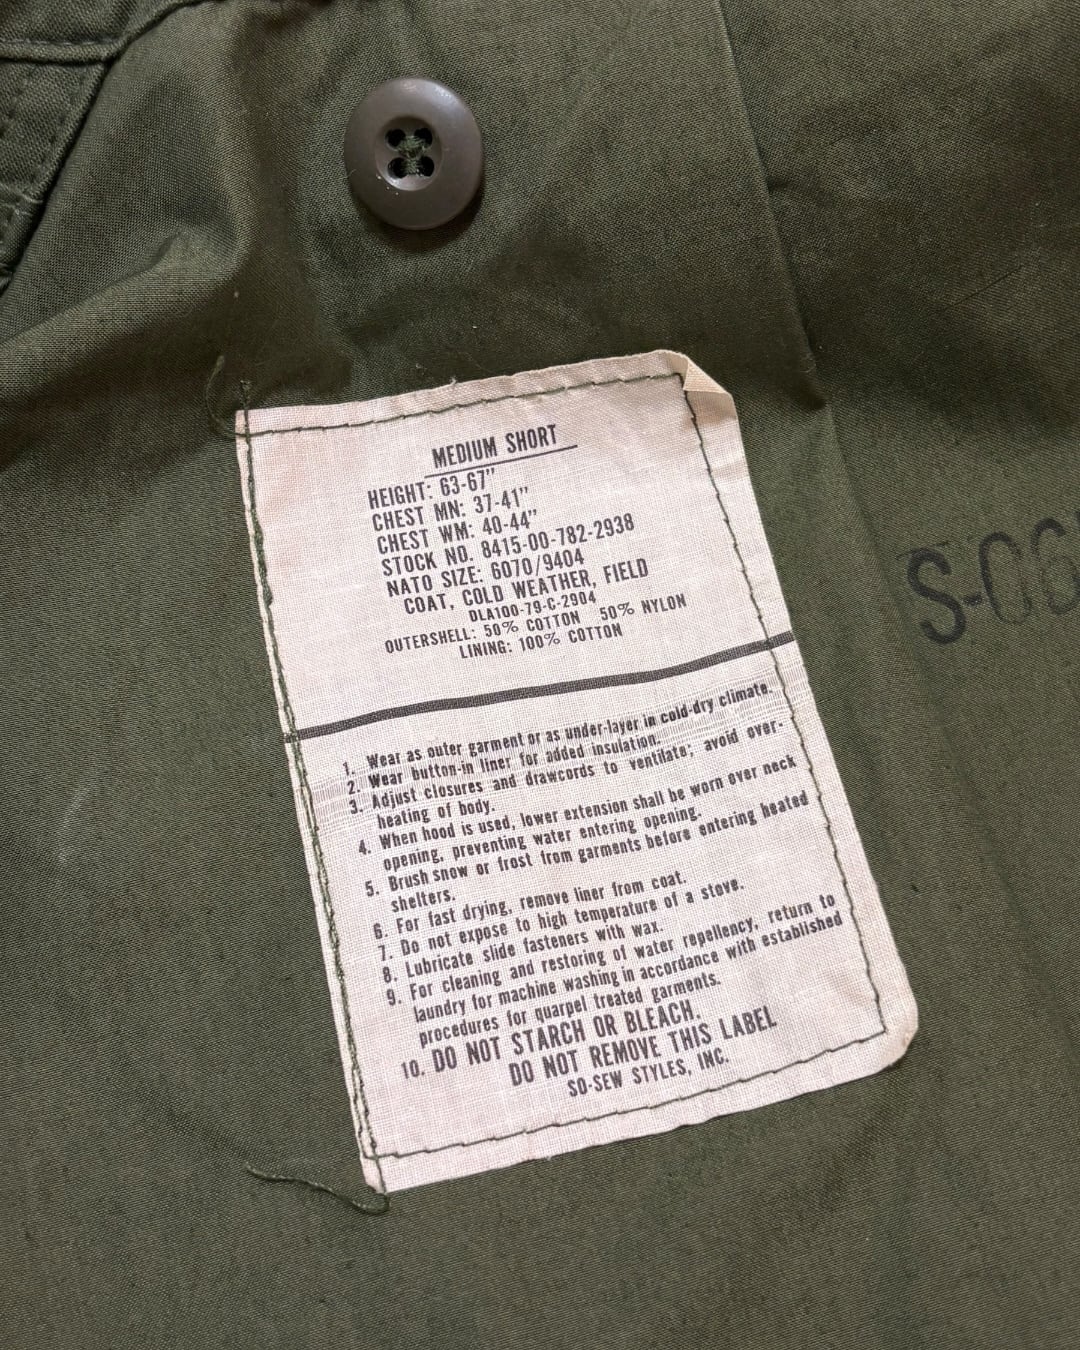 MEDIUM SHORT
HEIGHT: 63-67"
CHEST MN: 37-41"
CHEST WM: 40-44"
STOCK NO. 8415-00-782-2938
NATO SIZE: 6070/9404
COAT, COLD WEATHER, FIELD
DLA100-79-C-2904
OUTERSHELL: 50% COTTON 50% NYLON
LINING: 100% COTTON
1. Wear as outer garment or as under-layer in cold-dry climate.
2. Wear button-in liner for added insulation.
3. Adjust closures and drawcords to ventilate; avoid over-
heating of body.
4. When hood is used, lower extension shall be worn over neck
opening, preventing water entering opening.
5. Brush snow or frost from garments before entering heated
shelters.
6. For fast drying, remove liner from coat.
7. Do not expose to high temperature of a stove.
8. Lubricate slide fasteners with wax.
9. For cleaning and restoring of water repellency, return to
laundry for machine washing in accordance with established
procedures for quarpel treated garments.
10. DO NOT STARCH OR BLEACH.
DO NOT REMOVE THIS LABEL
SO-SEW STYLES, INC.
S-06